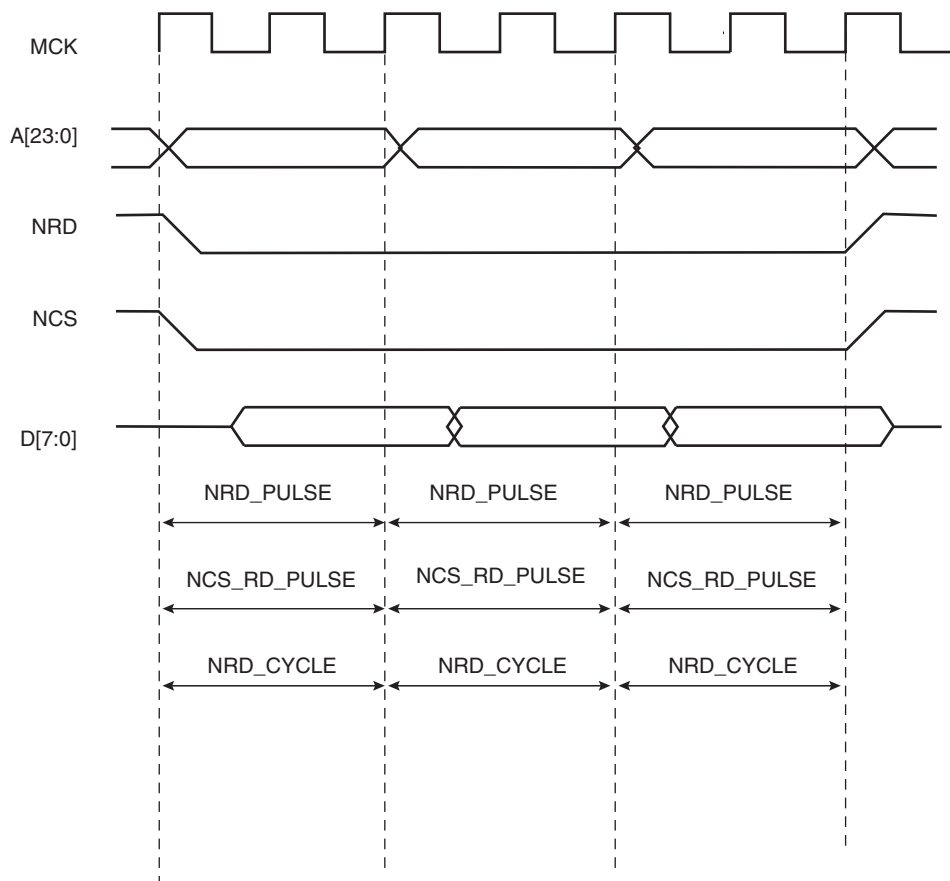 MCK
A[23:0]
NRD
NCS
D[7:0]
NRD_PULSE NRD_PULSE NRD_PULSE
NCS_RD_PULSE NCS_RD_PULSE NCS_RD_PULSE
NRD_CYCLE NRD_CYCLE NRD_CYCLE